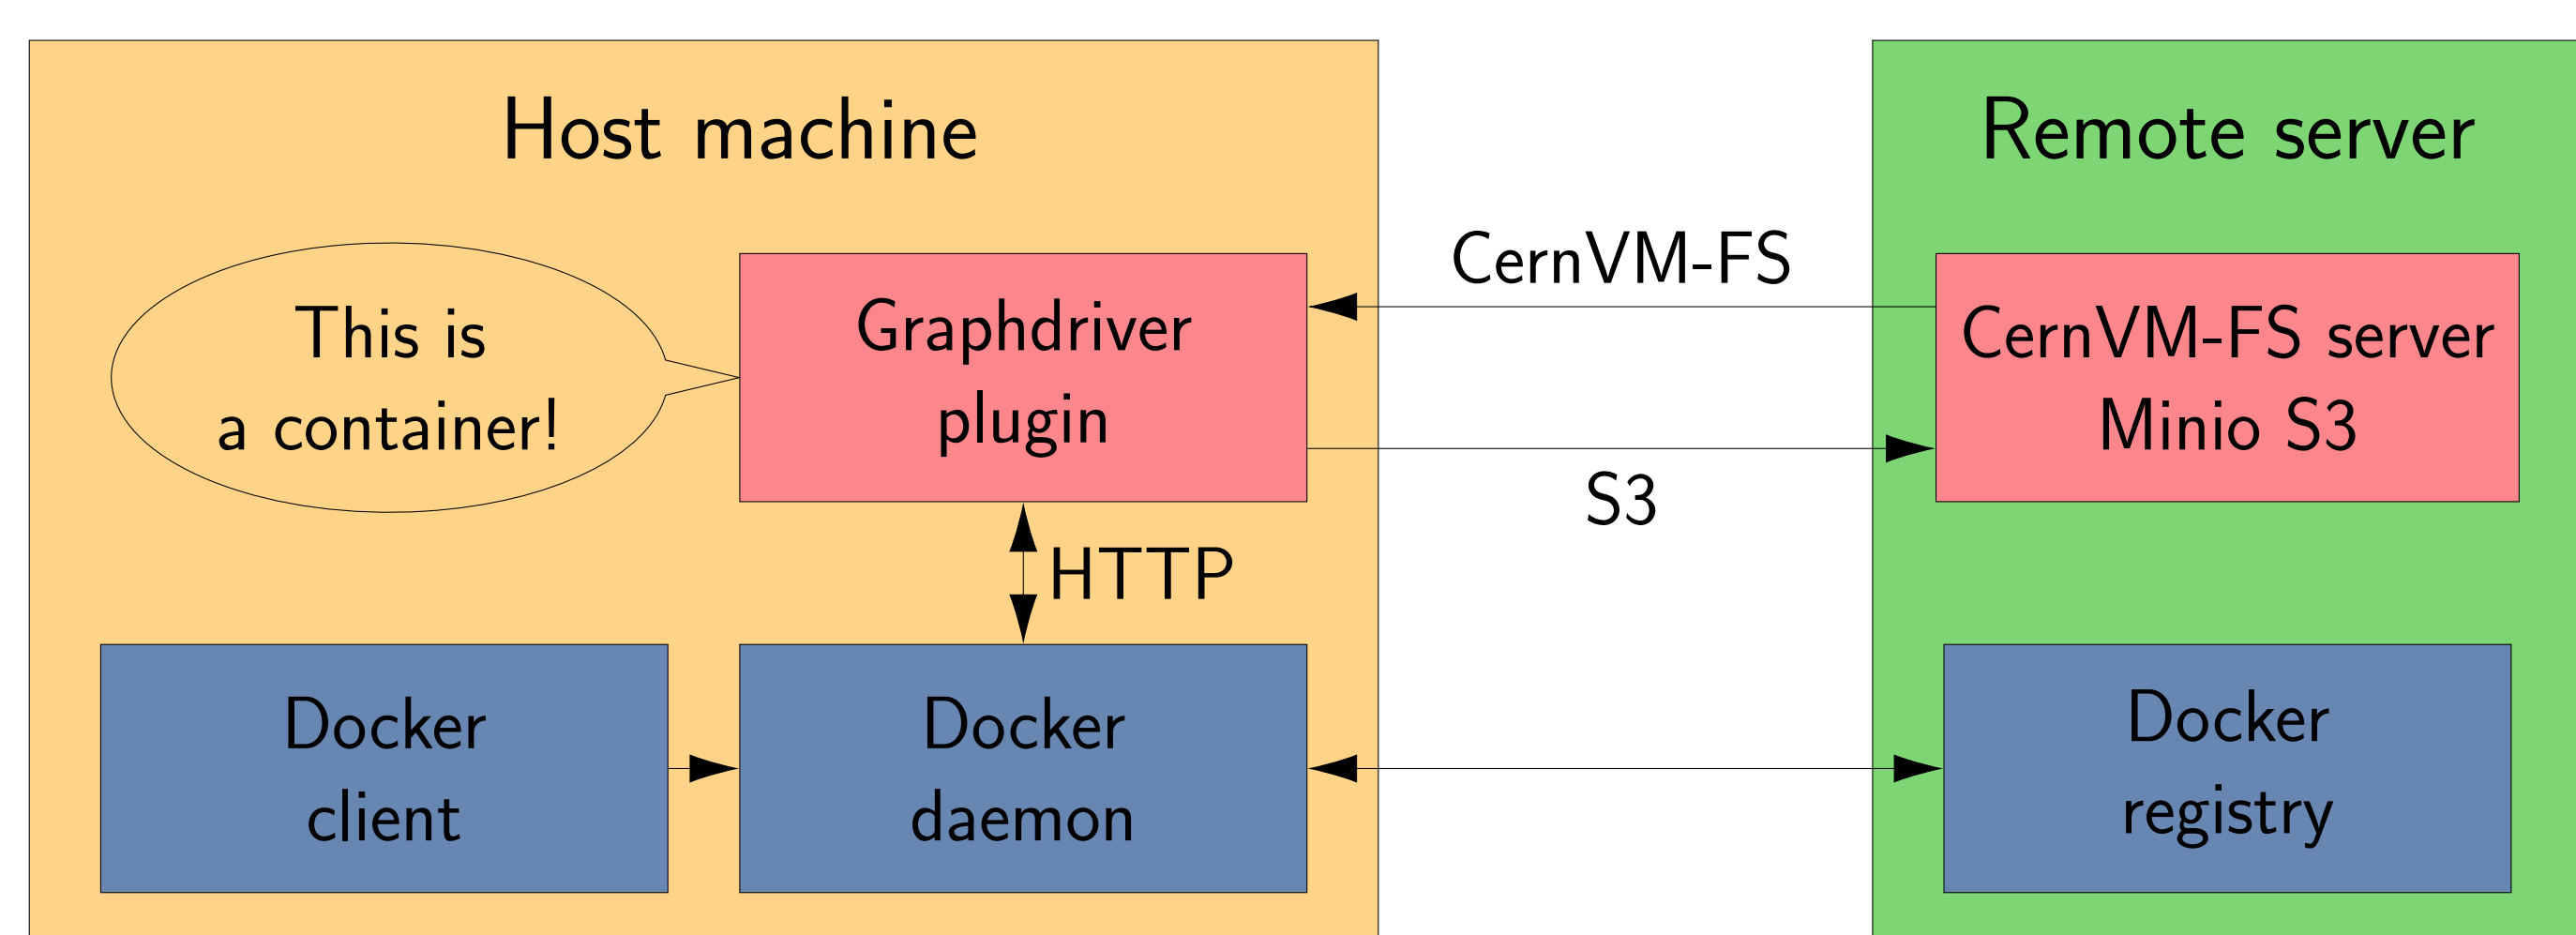 Host machine
Remote server
This is
a container!
Graphdriver
plugin
CernVM-FS
S3
CernVM-FS server
Minio S3
HTTP
Docker
client
Docker
daemon
Docker
registry